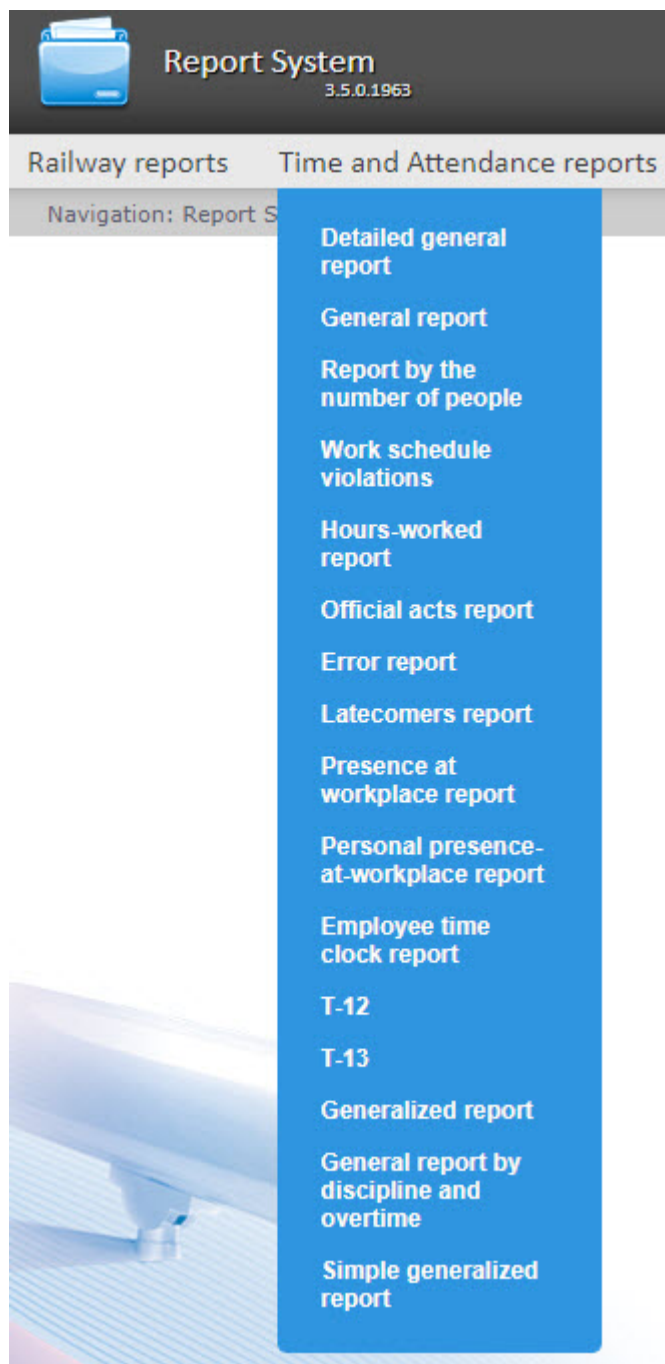 Report System
3.5.0.1963
Railway reports Time and Attendance reports
Navigation: Report S
Detailed general
report
General report
Report by the
number of people
Work schedule
violations
Hours-worked
report
Official acts report
Error report
Latecomers report
Presence at
workplace report
Personal presence-
at-workplace report
Employee time
clock report
T-12
T-13
Generalized report
General report by
discipline and
overtime
Simple generalized
report